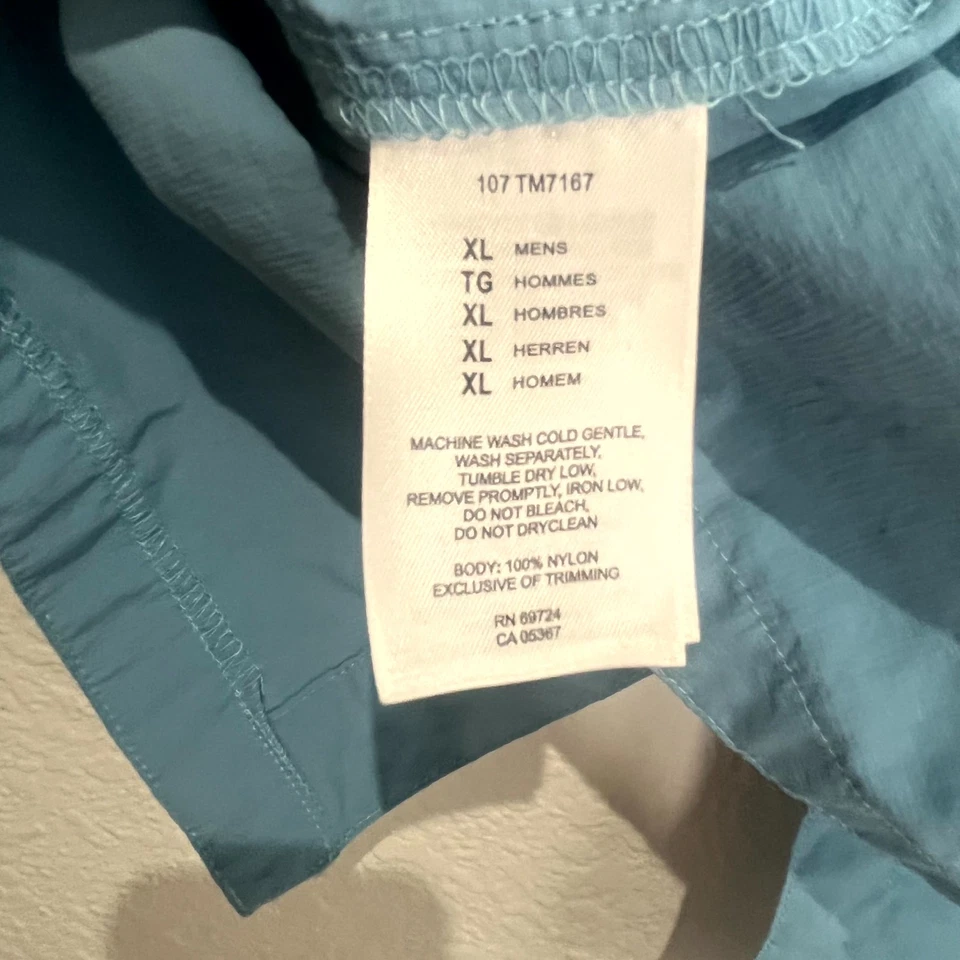 107 TM7167
XL MENS
TG HOMMES
XL HOMBRES
XL HERREN
XL HOMEM
MACHINE WASH COLD GENTLE,
WASH SEPARATELY,
TUMBLE DRY LOW,
REMOVE PROMPTLY, IRON LOW,
DO NOT BLEACH,
DO NOT DRYCLEAN
BODY: 100% NYLON
EXCLUSIVE OF TRIMMING
RN 69724
CA 05367